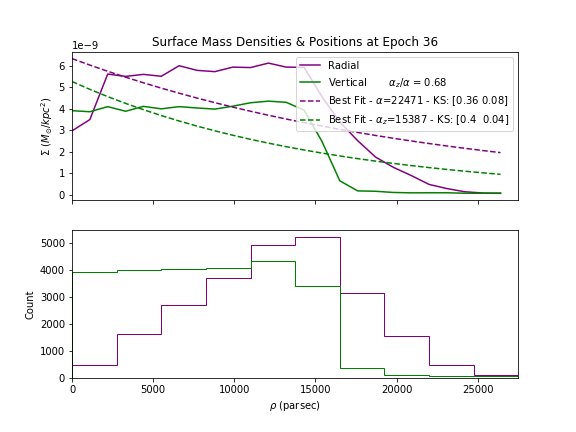 Surface Mass Densities & Positions at Epoch 36
1e−9
6
5
4
3
2
1
0
Σ (M⊙/kpc²)
Radial
Vertical α_z/α = 0.68
Best Fit - α=22471 - KS: [0.36 0.08]
Best Fit - α_z=15387 - KS: [0.4 0.04]
5000
4000
3000
2000
1000
0
Count
0 5000 10000 15000 20000 25000
ρ (parsec)